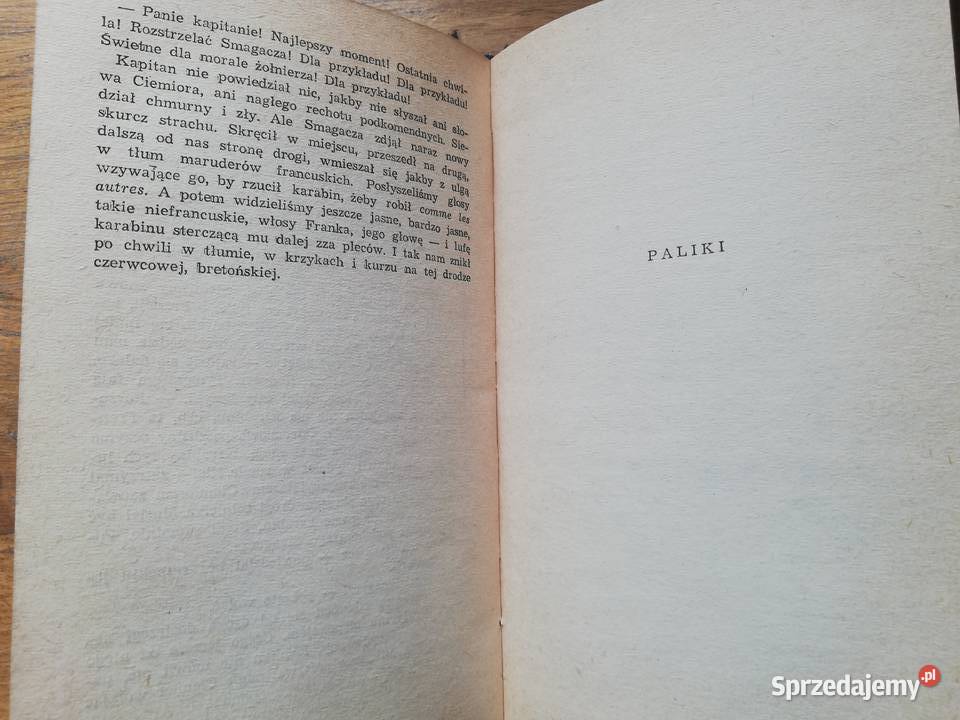 — Panie kapitanie! Najlepszy moment! Ostatnia chwi-
la! Rozstrzelać Smagacza! Dla przykładu! Dla przykładu!
Świetne dla morale żołnierza! Dla przykładu!
Kapitan nie powiedział nic, jakby nie słyszał ani sło-
wa Ciemiora, ani nagłego rechotu podkomendnych. Sie-
dział chmurny i zły. Ale Smagacza zdjął naraz nowy
skurcz strachu. Skręcił w miejscu, przeszedł na drugą,
dalszą od nas stronę drogi, wmieszał się jakby z ulgą
w tłum maruderów francuskich. Posłyszeliśmy głosy
wzywające go, by rzucił karabin, żeby robił comme les
autres. A potem widzieliśmy jeszcze jasne, bardzo jasne,
takie niefrancuskie, włosy Franka, jego głowę — i lufę
karabinu sterczącą mu dalej zza pleców. I tak nam znikł
po chwili w tłumie, w krzykach i kurzu na tej drodze
czerwcowej, bretońskiej.
PALIKI
Sprzedajemy.pl